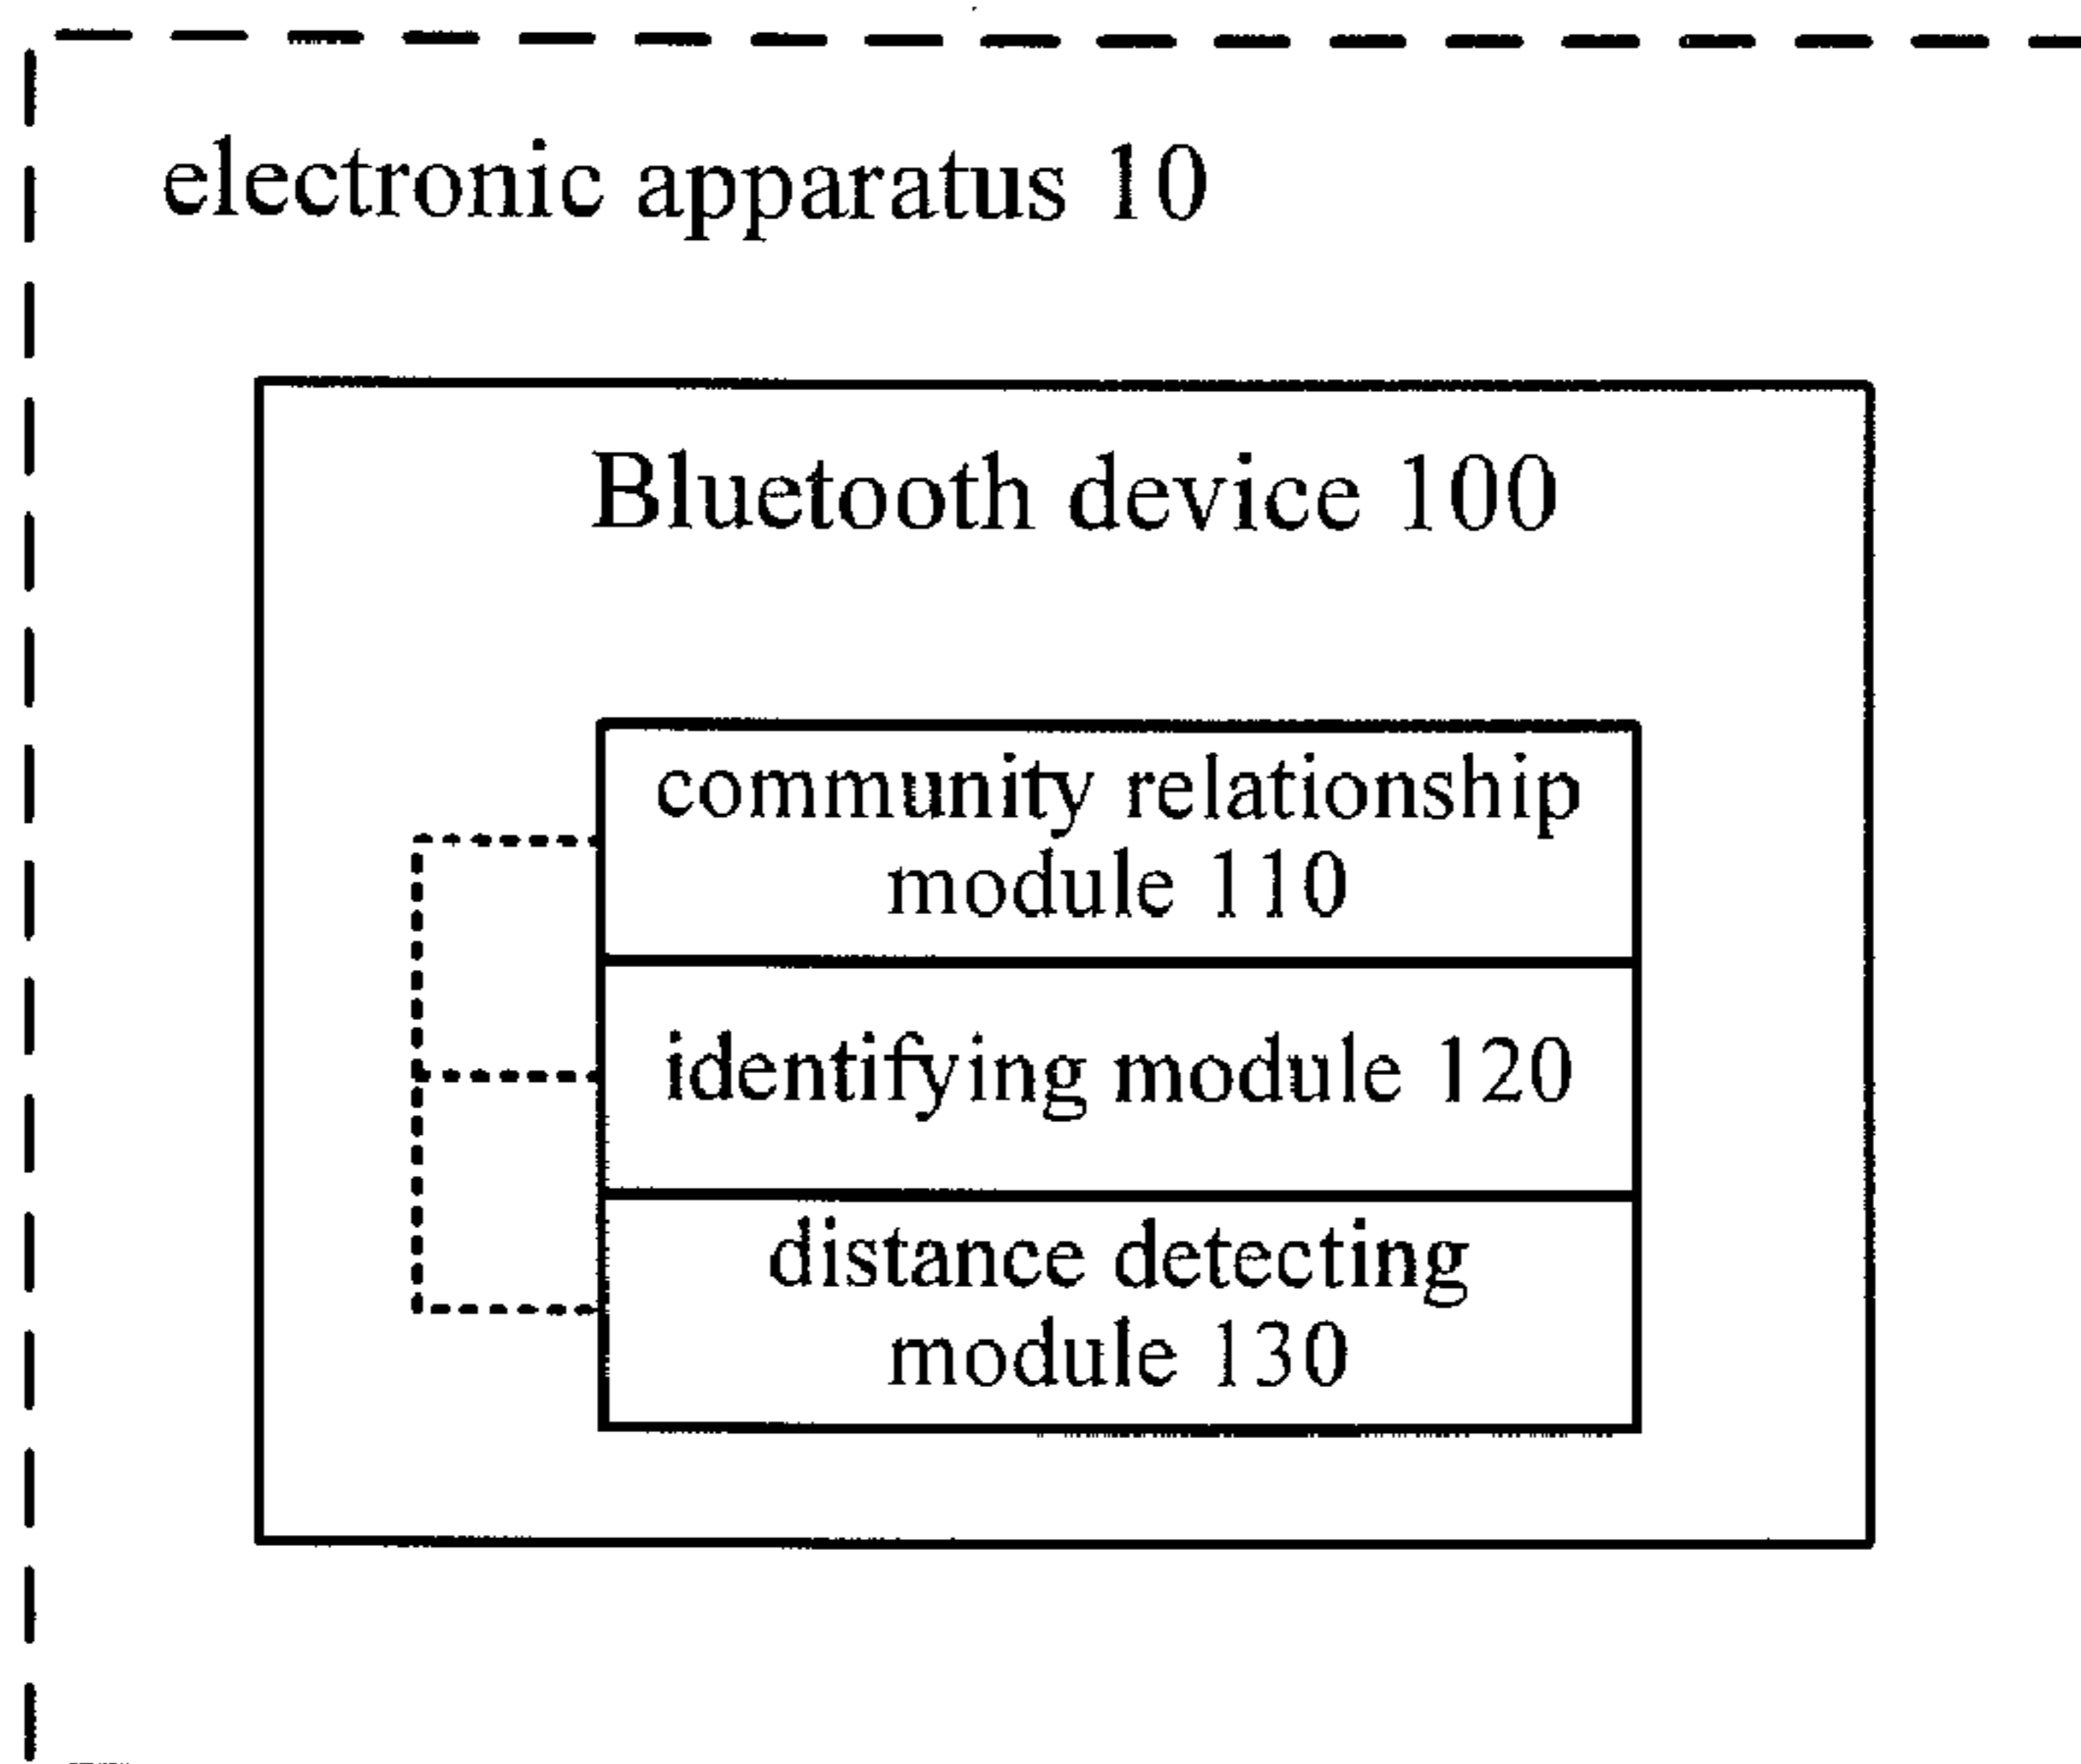 electronic apparatus 10
Bluetooth device 100
community relationship
module 110
identifying module 120
distance detecting
module 130